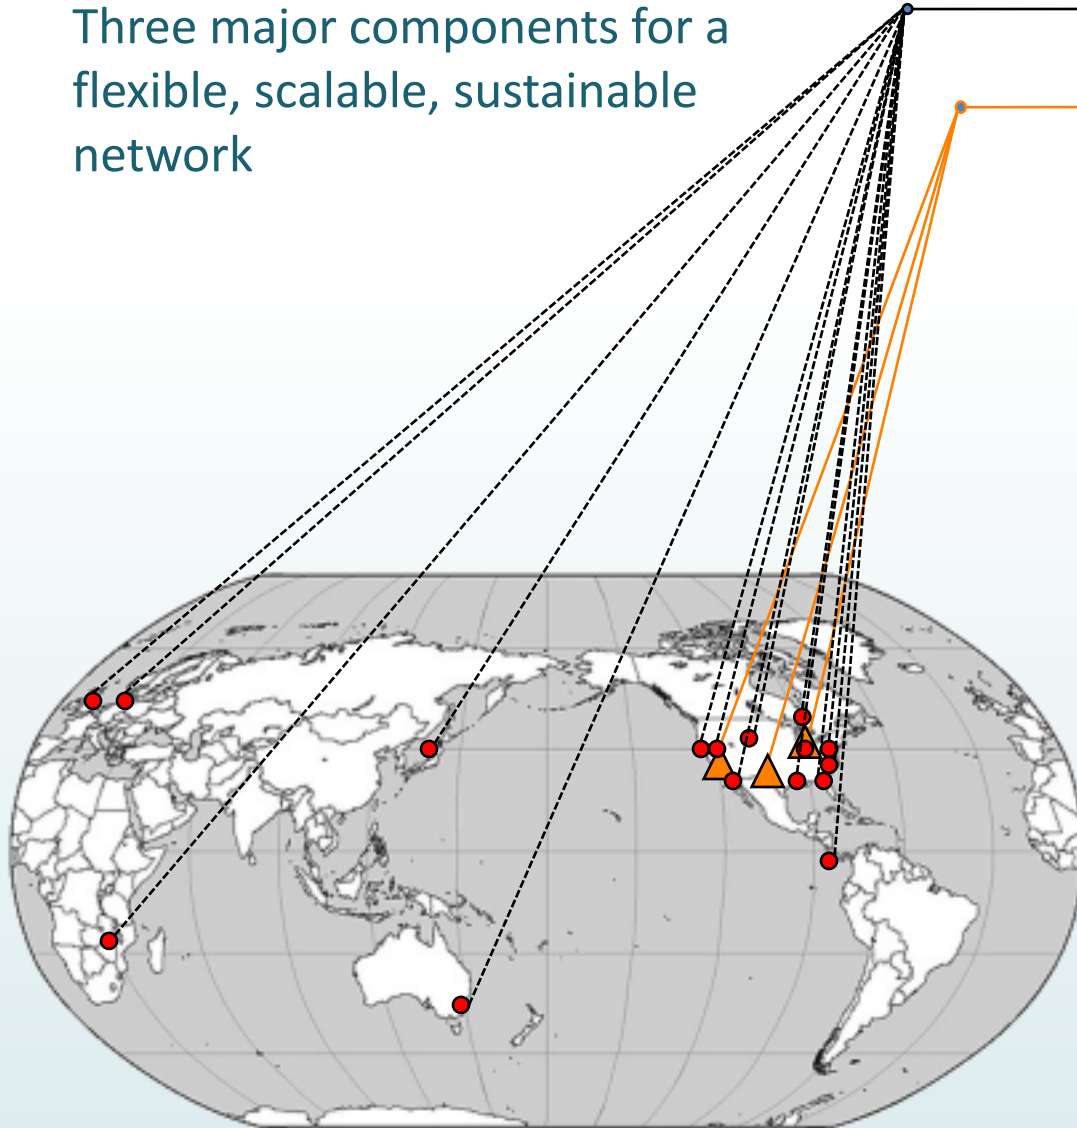 Three major components for a
flexible, scalable, sustainable
network